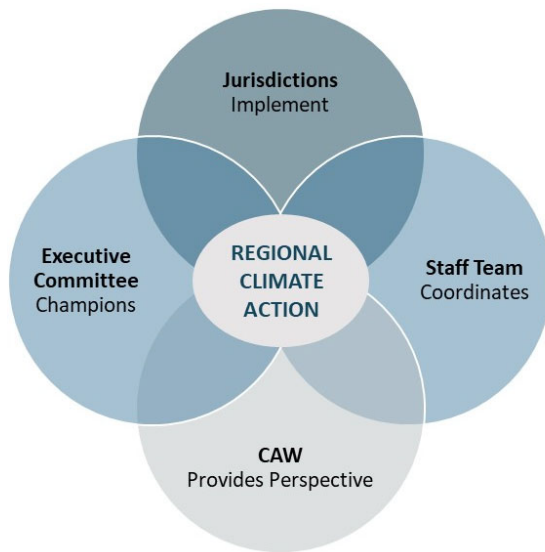 Jurisdictions
Implement
Executive
Committee
Champions
REGIONAL
CLIMATE
ACTION
Staff Team
Coordinates
CAW
Provides Perspective